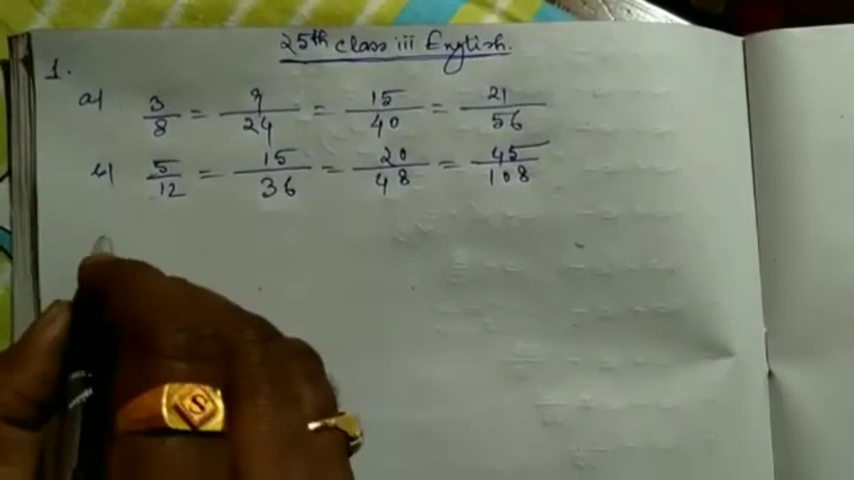 25th class iii English.
1.
a) 3/8 = 9/24 = 15/40 = 21/56
b) 5/12 = 15/36 = 20/48 = 45/108
S